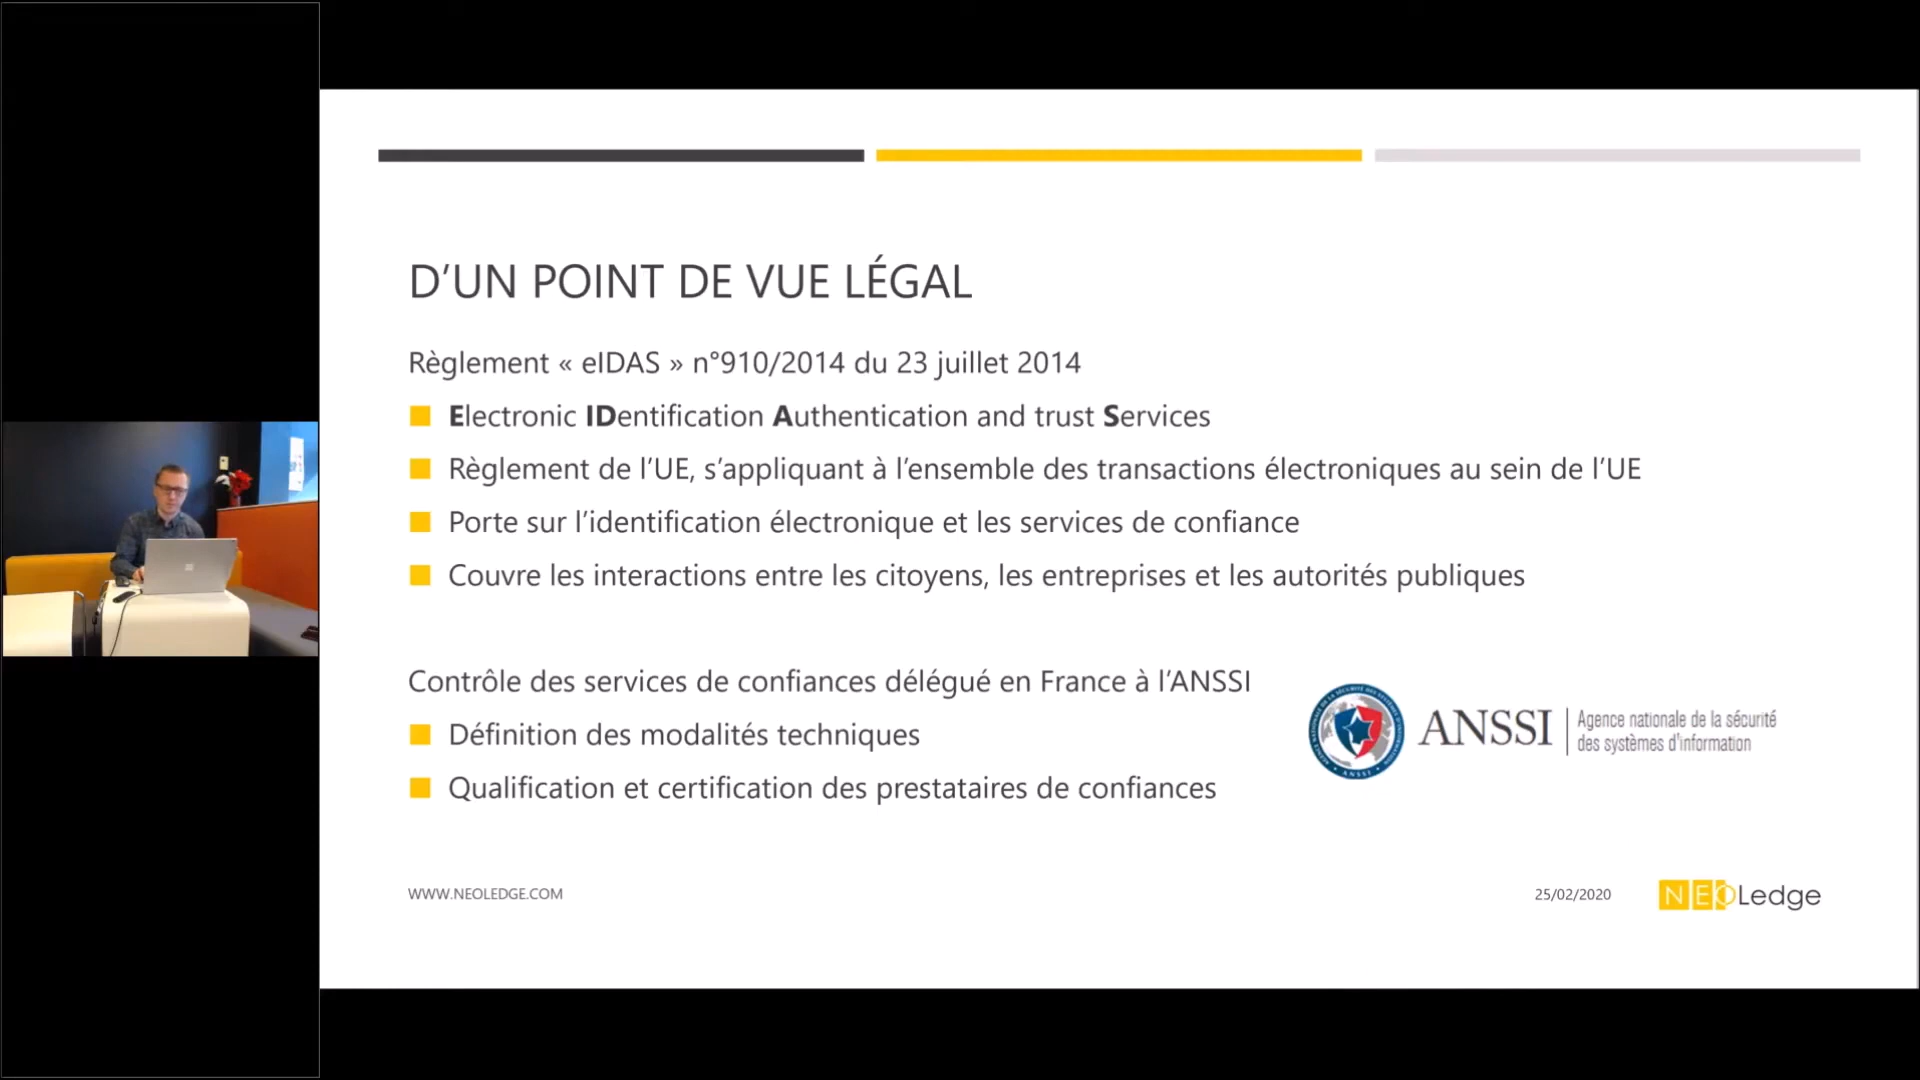 D’UN POINT DE VUE LÉGAL
Règlement « eIDAS » n°910/2014 du 23 juillet 2014
Electronic IDentification Authentication and trust Services
Règlement de l’UE, s’appliquant à l’ensemble des transactions électroniques au sein de l’UE
Porte sur l’identification électronique et les services de confiance
Couvre les interactions entre les citoyens, les entreprises et les autorités publiques
Contrôle des services de confiances délégué en France à l’ANSSI
Définition des modalités techniques
Qualification et certification des prestataires de confiances
ANSSI
Agence nationale de la sécurité
des systèmes d'information
WWW.NEOLEDGE.COM
25/02/2020
NEOLedge